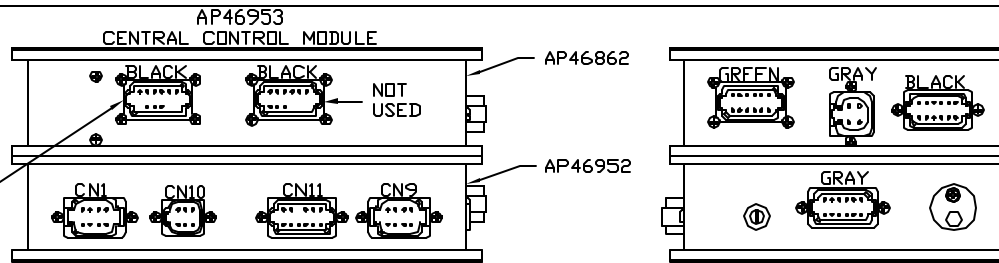 AP46953
CENTRAL CONTROL MODULE
BLACK
BLACK
NOT
USED
AP46862
GREEN
GRAY
BLACK
CN1
CN10
CN11
CN9
AP46952
GRAY